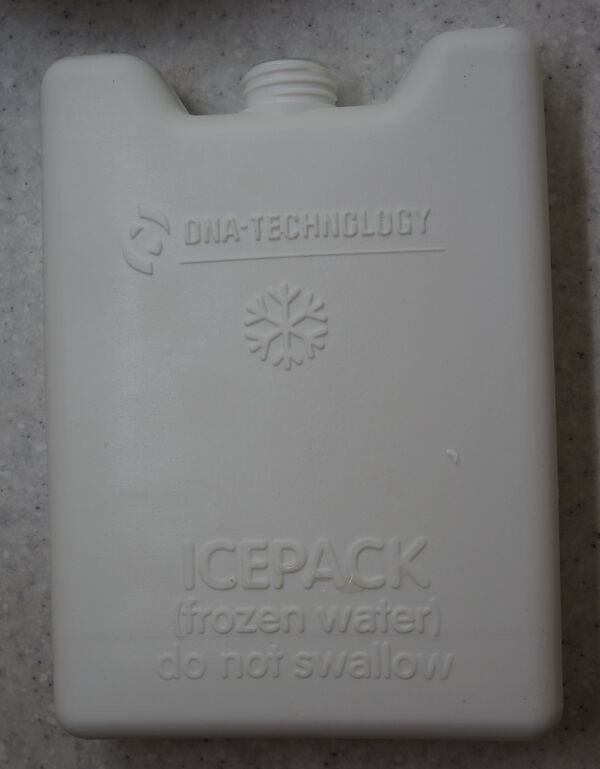 DNA-TECHNOLOGY
ICEPACK
(frozen water)
do not swallow